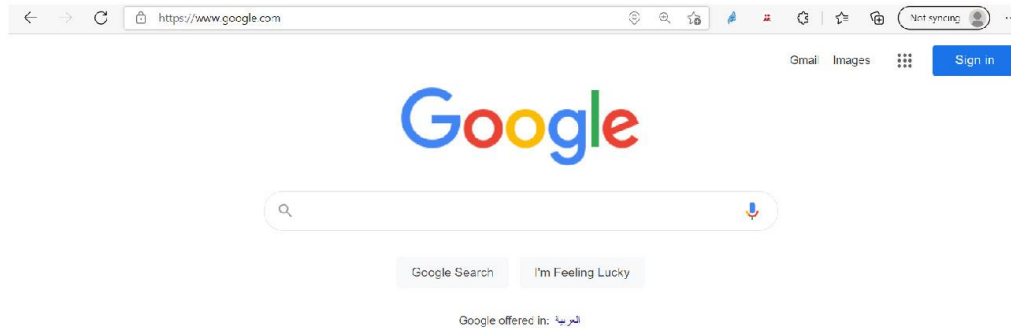 https://www.google.com
Not syncing
Gmail Images
Sign in
Google
Google Search
I'm Feeling Lucky
Google offered in: العربية